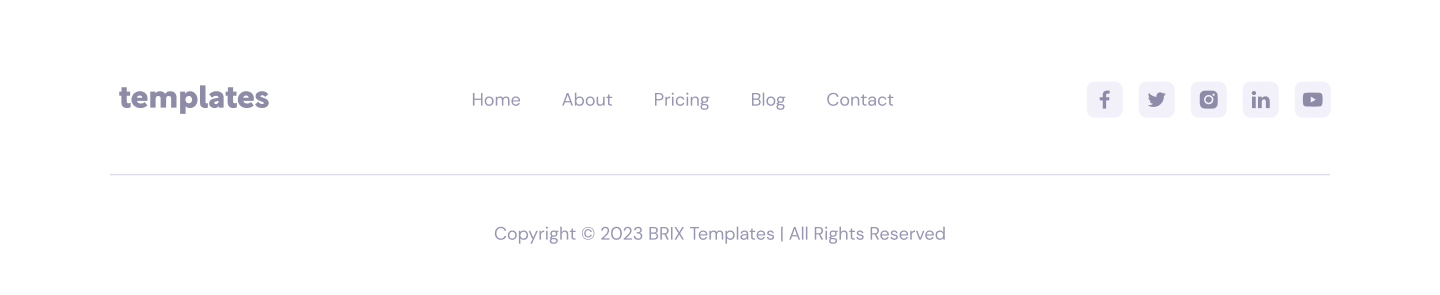 templates Home About Pricing Blog Contact
Copyright © 2023 BRIX Templates | All Rights Reserved